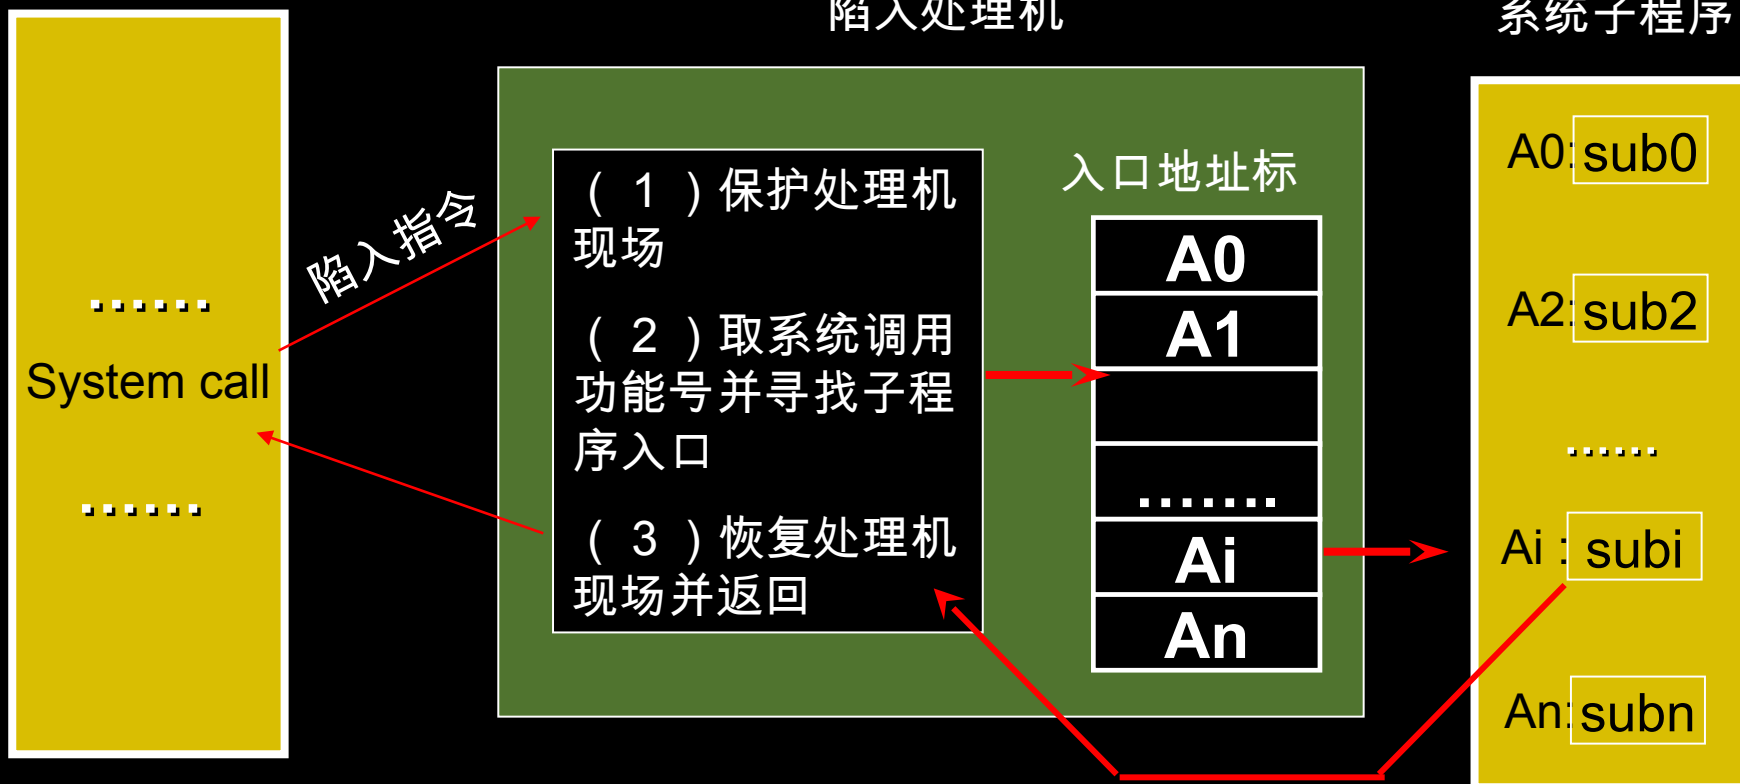 陷入处理机
系统子程序
......
System call
......
陷入指令
(1)保护处理机
现场
(2)取系统调用
功能号并寻找子程
序入口
(3)恢复处理机
现场并返回
入口地址标
A0
A1
.......
Ai
An
A0: sub0
A2: sub2
......
Ai : subi
An: subn